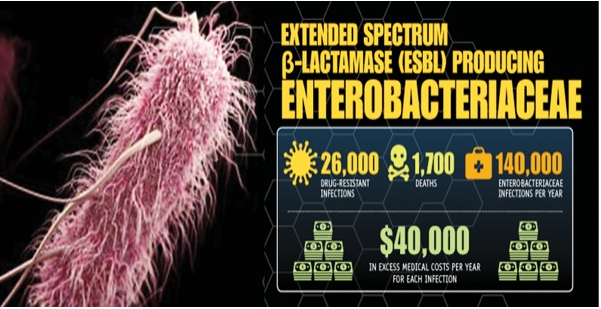 EXTENDED SPECTRUM
β-LACTAMASE (ESBL) PRODUCING
ENTEROBACTERIACEAE
26,000
DRUG-RESISTANT
INFECTIONS
1,700
DEATHS
140,000
ENTEROBACTERIACEAE
INFECTIONS PER YEAR
$40,000
IN EXCESS MEDICAL COSTS PER YEAR
FOR EACH INFECTION